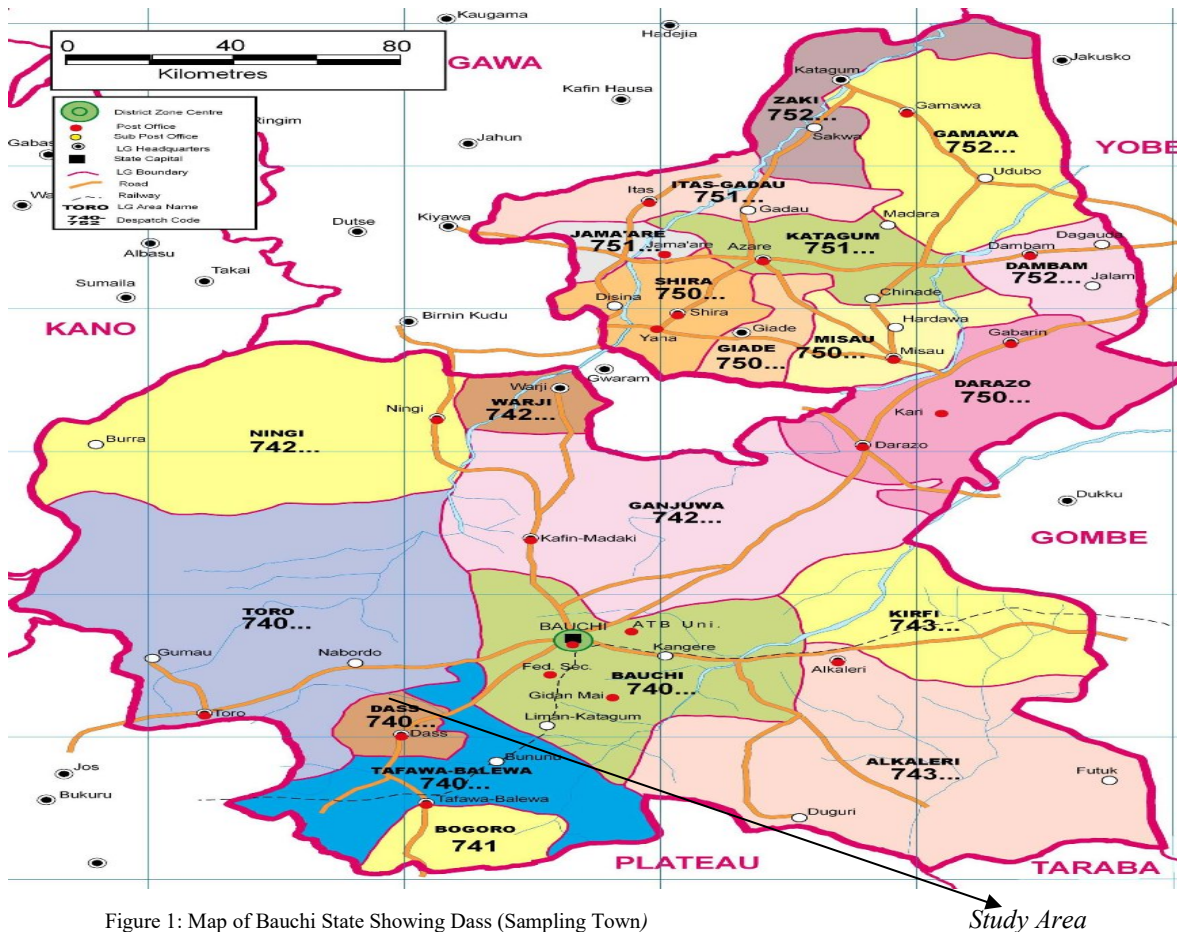 Kaugama
Hadejia
0 40 80
Kilometres
GAWA
Jakusko
Katagum
Kafin Hausa
ZAKI
752...
Gamawa
District Zone Centre
Post Office
Sub Post Office
LG Headquarters
State Capital
LG Boundary
Road
Railway
TORO LG Area Name
740-
752 Despatch Code
Ringim
Gabas
Wa
Jahun
Sakwa
GAMAWA
752...
YOBE
Udubo
Itas
ITAS-GADAU
751...
Gadau
Madara
Dutse
Kiyawa
JAMA'ARE
751...
Jama'are
Azare
KATAGUM
751...
Dambam
Dagauda
DAMBAM
752...
Jalam
Albasu
Takai
Sumaila
SHIRA
750...
Disina
Shira
Chinade
KANO
Birnin Kudu
Yana
Giade
GIADE
750...
MISAU
750...
Hardawa
Misau
Gabarin
Gwaram
Warji
WARJI
742...
DARAZO
750...
Kari
Ningi
NINGI
742...
Burra
Darazo
GANJUWA
742...
Dukku
Kafin-Madaki
GOMBE
TORO
740...
BAUCHI
ATB Uni.
KIRFI
743...
Gumau
Nabordo
Kangere
Fed. Sec.
BAUCHI
740...
Alkaleri
Gidan Mai
Toro
DASS
740...
Liman-Katagum
Dass
Bununu
Jos
Bukuru
TAFAWA-BALEWA
740...
Tafawa-Balewa
ALKALERI
743...
Futuk
Duguri
BOGORO
741
PLATEAU
TARABA
Figure 1: Map of Bauchi State Showing Dass (Sampling Town)
Study Area